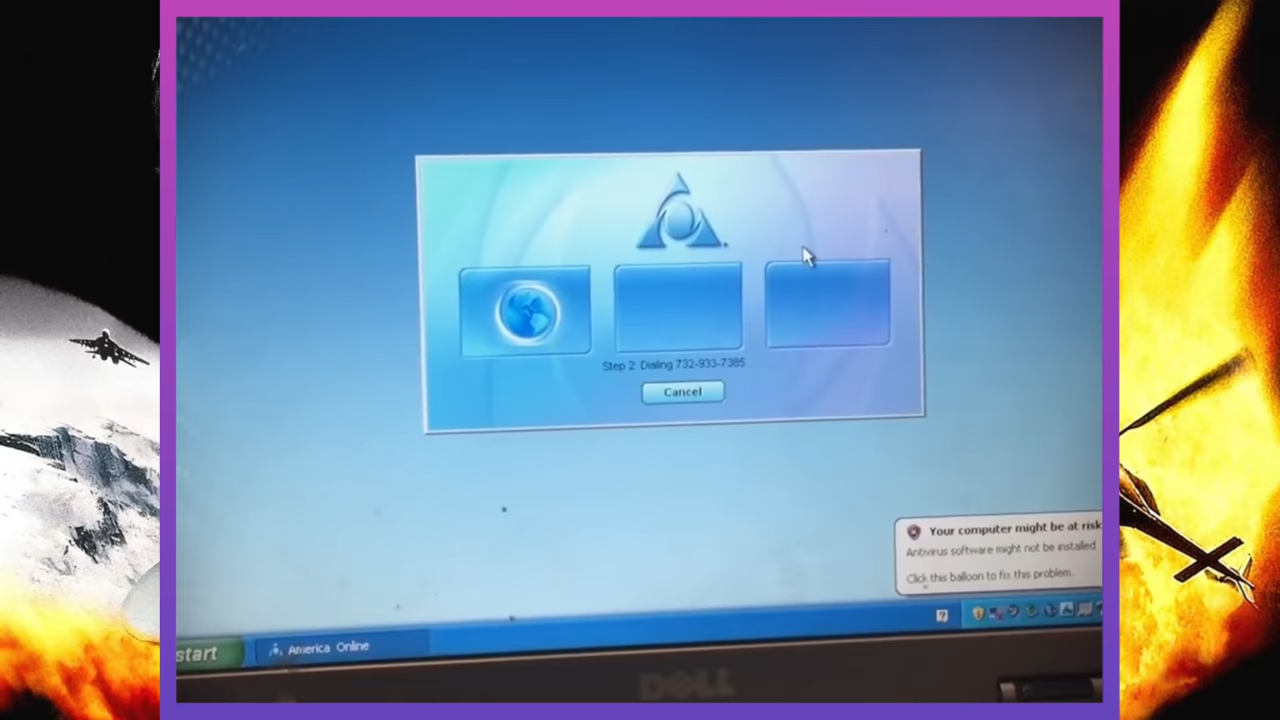 Step 2: Dialing 732-933-7385
Cancel
Your computer might be at risk
Antivirus software might not be installed
Click this balloon to fix this problem.
start
America Online
DELL